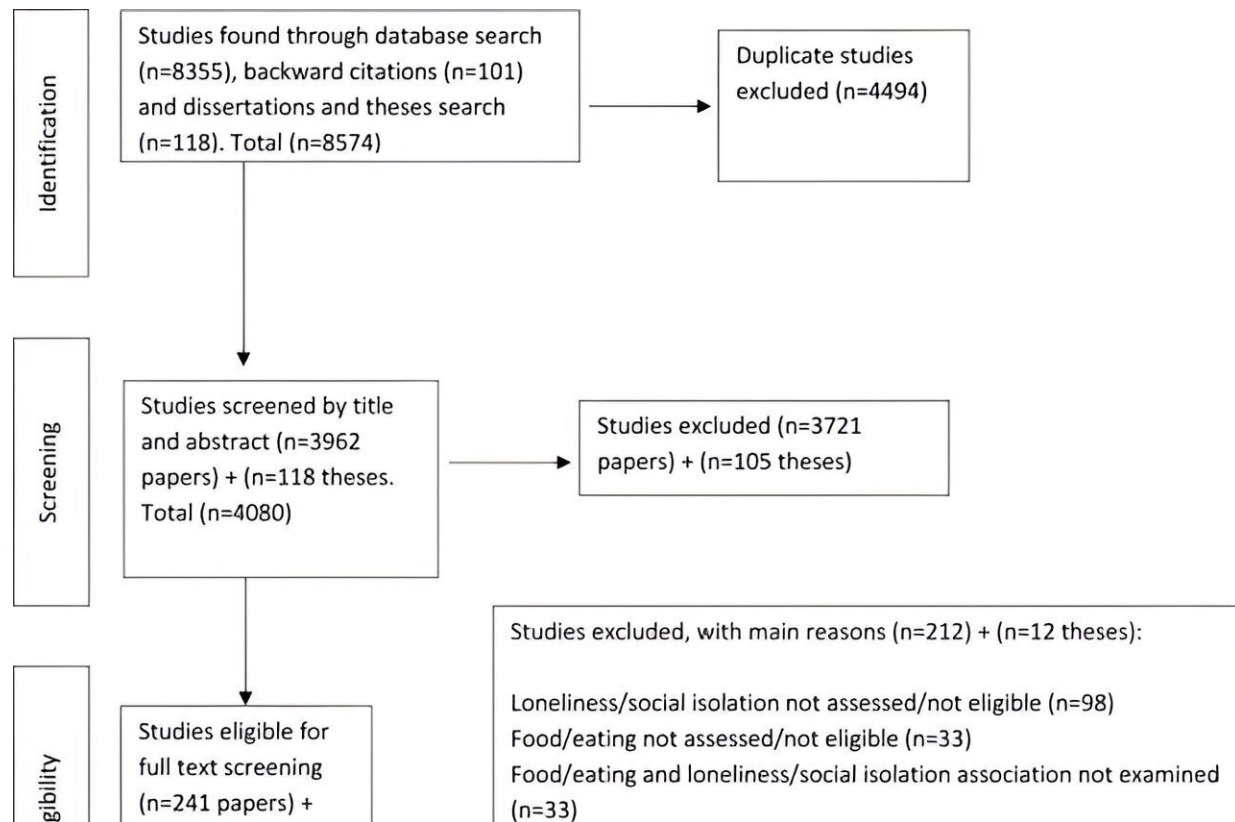 Identification
Studies found through database search
(n=8355), backward citations (n=101)
and dissertations and theses search
(n=118). Total (n=8574)
Duplicate studies
excluded (n=4494)
Screening
Studies screened by title
and abstract (n=3962
papers) + (n=118 theses.
Total (n=4080)
Studies excluded (n=3721
papers) + (n=105 theses)
gibility
Studies eligible for
full text screening
(n=241 papers) +
Studies excluded, with main reasons (n=212) + (n=12 theses):
Loneliness/social isolation not assessed/not eligible (n=98)
Food/eating not assessed/not eligible (n=33)
Food/eating and loneliness/social isolation association not examined
(n=33)